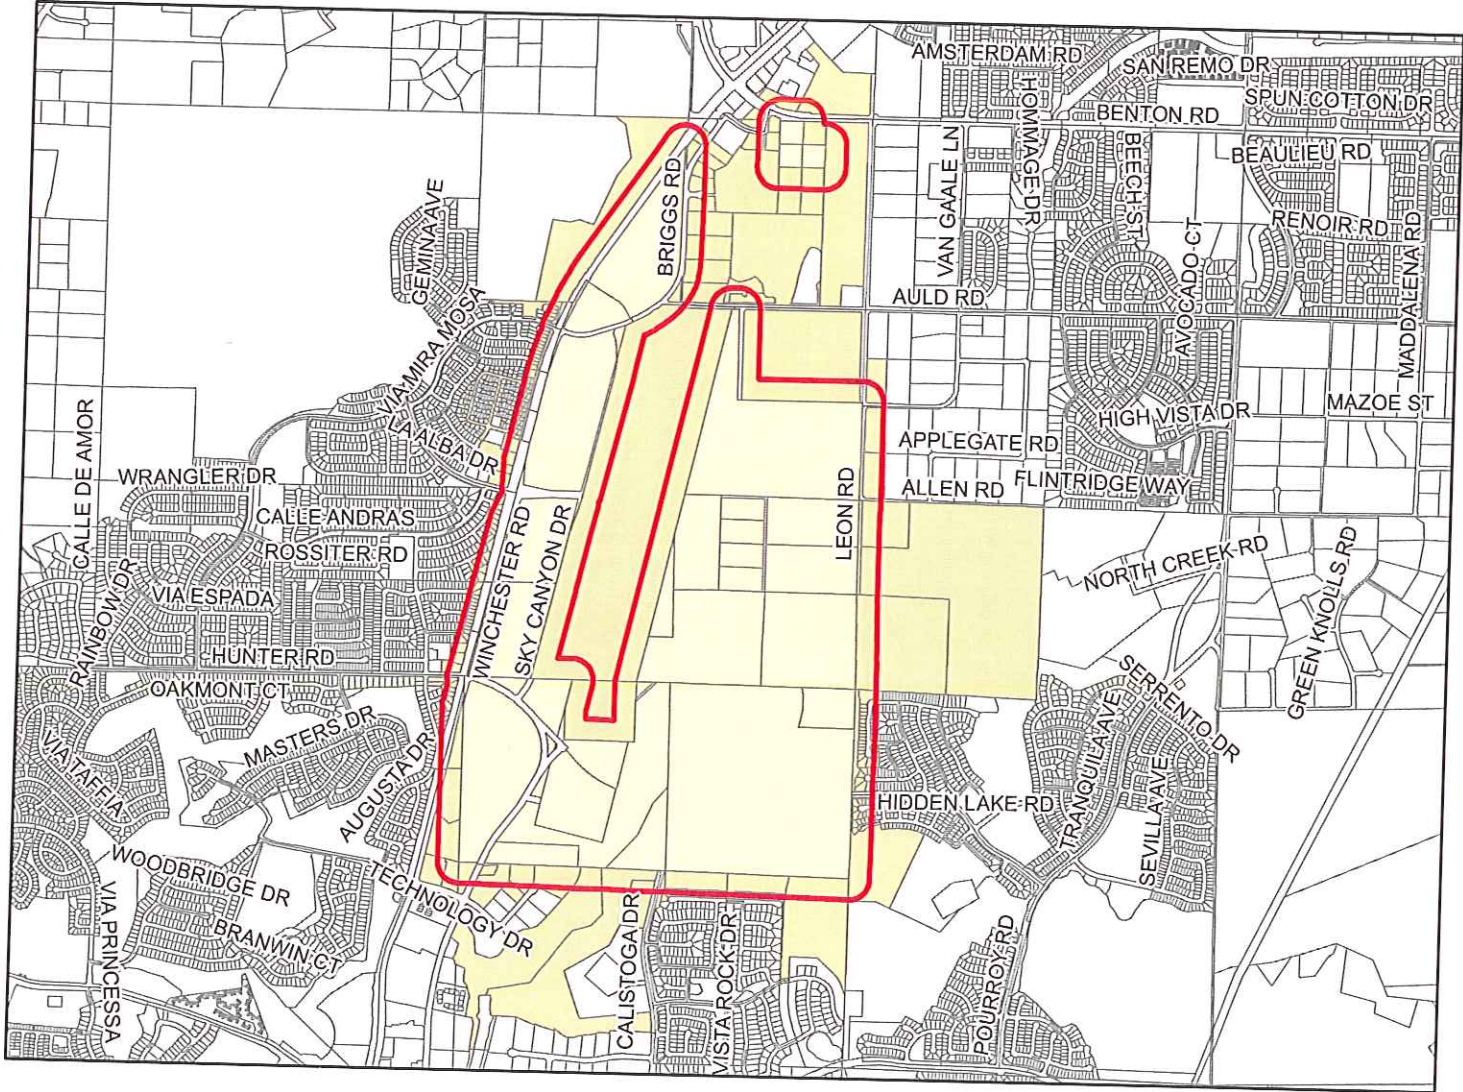 AMSTERDAM RD
SAN REMO DR
SPUN COTTON DR
BENTON RD
HOMMAGE DR
BEECH ST
BEAULIEU RD
VAN GAALE LN
BRIGGS RD
GEMINA AVE
RENOIR RD
AVOCADO CT
MADDALENA RD
AULD RD
VIA MIRA MOSA
LA ALBA DR
CALLE DE AMOR
MAZOE ST
HIGH VISTA DR
APPLEGATE RD
WRANGLER DR
FLINTRIDGE WAY
ALLEN RD
LEON RD
CALLE ANDRAS
ROSSITER RD
WINCHESTER RD
SKY CANYON DR
NORTH CREEK RD
GREEN KNOLLS RD
RAINBOW DR
VIA ESPADA
HUNTER RD
OAKMONT CT
SERRENTO DR
MASTERS DR
VIA TAFFIA
AUGUSTA DR
TRANQUILA AVE
SEVILLA AVE
HIDDEN LAKE RD
WOODBRIDGE DR
TECHNOLOGY DR
BRANWIN CT
VIA PRINCESSA
CALISTOGA DR
VISTA ROCK DR
POURROY RD